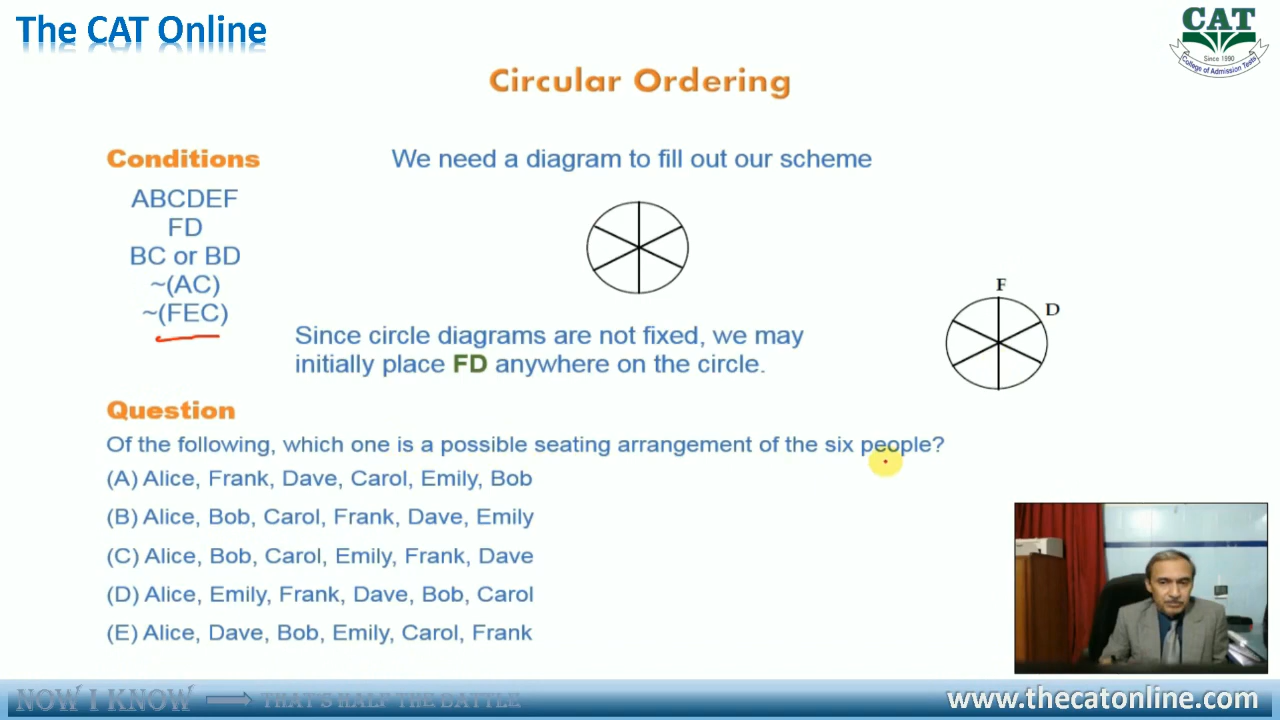 The CAT Online
CAT
Since 1990
College of Admission Tests
Circular Ordering
Conditions
ABCDEF
FD
BC or BD
~(AC)
~(FEC)
We need a diagram to fill out our scheme
F
D
Since circle diagrams are not fixed, we may
initially place FD anywhere on the circle.
Question
Of the following, which one is a possible seating arrangement of the six people?
(A) Alice, Frank, Dave, Carol, Emily, Bob
(B) Alice, Bob, Carol, Frank, Dave, Emily
(C) Alice, Bob, Carol, Emily, Frank, Dave
(D) Alice, Emily, Frank, Dave, Bob, Carol
(E) Alice, Dave, Bob, Emily, Carol, Frank
NOW I KNOW
THAT'S HALF THE BATTLE
www.thecatonline.com